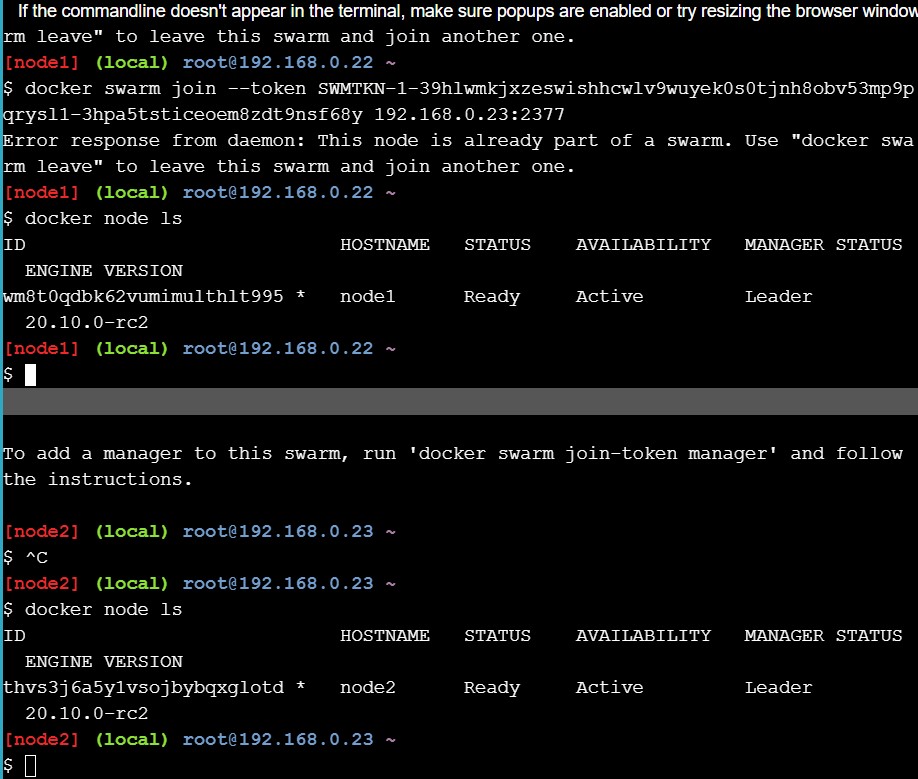 If the commandline doesn't appear in the terminal, make sure popups are enabled or try resizing the browser window
rm leave" to leave this swarm and join another one.
[node1] (local) root@192.168.0.22 ~
$ docker swarm join --token SWMTKN-1-39hlwmkjxzeswishhcwlv9wuyek0s0tjnh8obv53mp9p
qrysl1-3hpa5tsticeoem8zdt9nsf68y 192.168.0.23:2377
Error response from daemon: This node is already part of a swarm. Use "docker swa
rm leave" to leave this swarm and join another one.
[node1] (local) root@192.168.0.22 ~
$ docker node ls
ID HOSTNAME STATUS AVAILABILITY MANAGER STATUS
ENGINE VERSION
wm8t0qdbk62vumimulthlt995 * node1 Ready Active Leader
20.10.0-rc2
[node1] (local) root@192.168.0.22 ~
$
To add a manager to this swarm, run 'docker swarm join-token manager' and follow
the instructions.
[node2] (local) root@192.168.0.23 ~
$ ^C
[node2] (local) root@192.168.0.23 ~
$ docker node ls
ID HOSTNAME STATUS AVAILABILITY MANAGER STATUS
ENGINE VERSION
thvs3j6a5y1vsojbybqxglotd * node2 Ready Active Leader
20.10.0-rc2
[node2] (local) root@192.168.0.23 ~
$